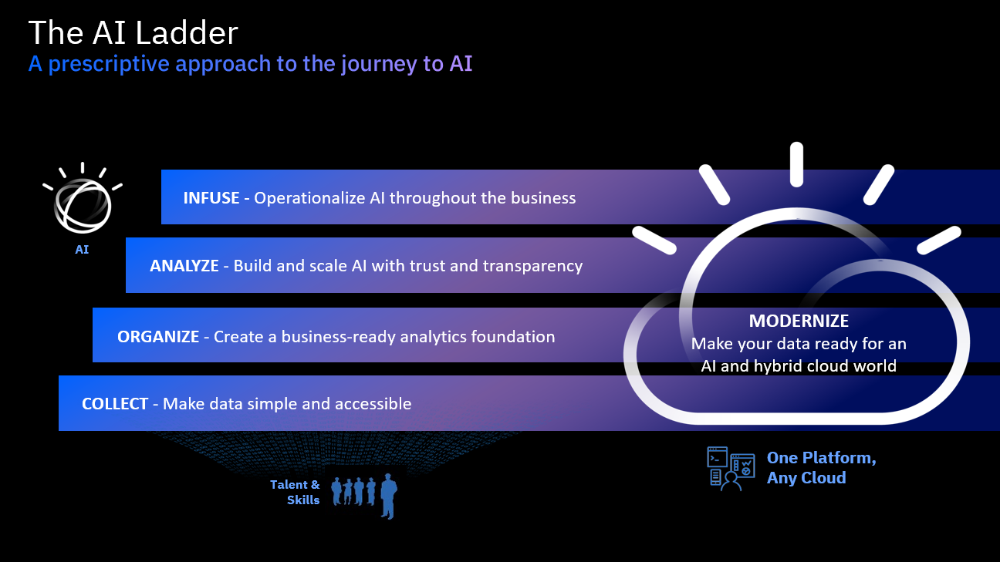 The AI Ladder
A prescriptive approach to the journey to AI
INFUSE - Operationalize AI throughout the business
AI
ANALYZE - Build and scale AI with trust and transparency
ORGANIZE - Create a business-ready analytics foundation
COLLECT - Make data simple and accessible
MODERNIZE
Make your data ready for an
AI and hybrid cloud world
Talent &
Skills
One Platform,
Any Cloud